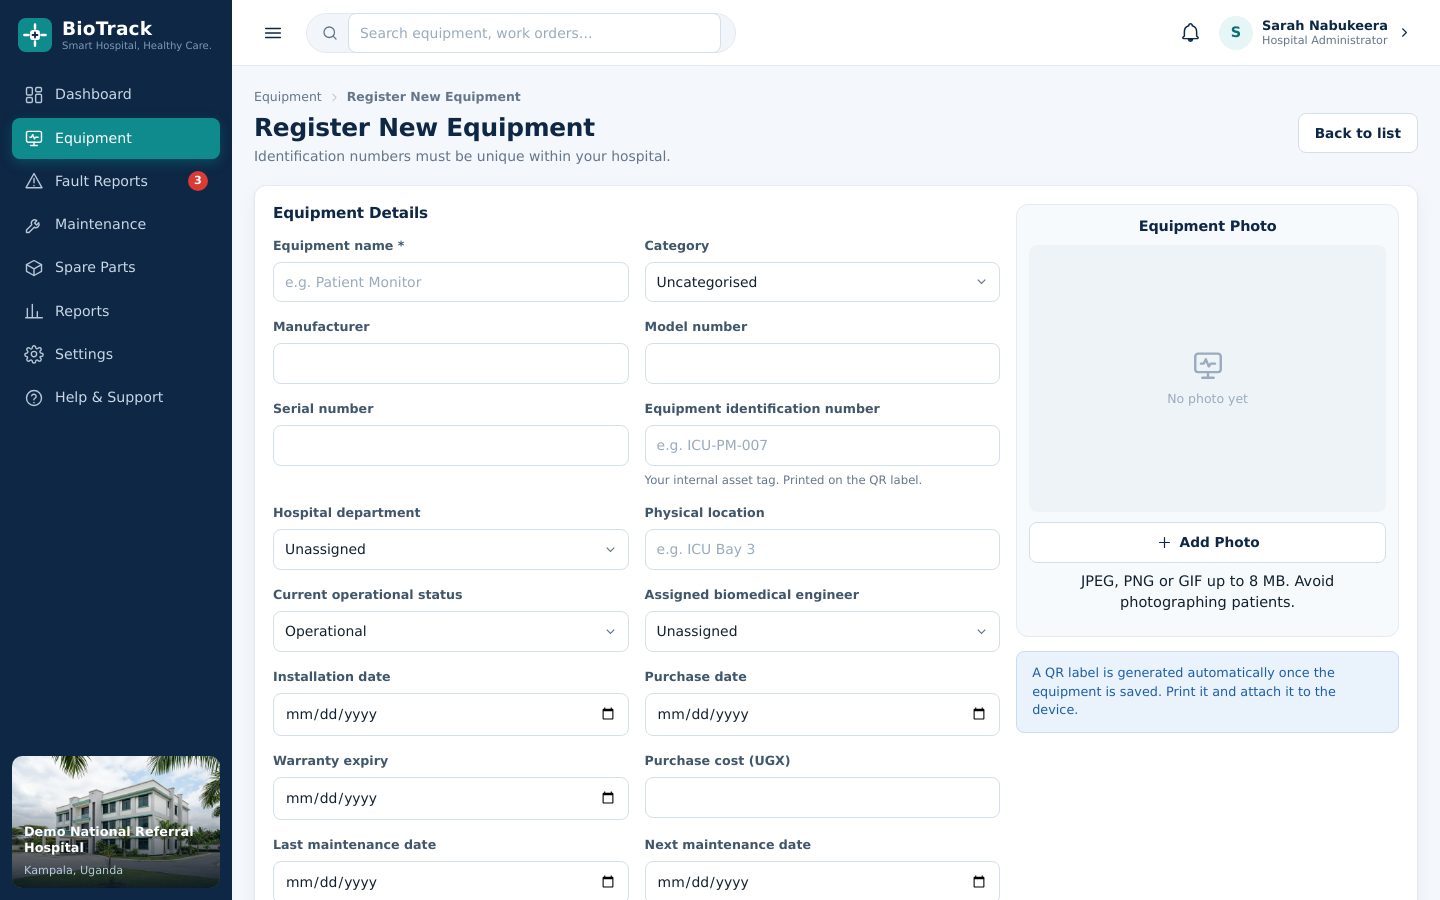 BioTrack
Smart Hospital, Healthy Care.
Dashboard
Equipment
Fault Reports 3
Maintenance
Spare Parts
Reports
Settings
Help & Support
Demo National Referral
Hospital
Kampala, Uganda
Search equipment, work orders...
S
Sarah Nabukeera
Hospital Administrator
Equipment > Register New Equipment
Register New Equipment
Identification numbers must be unique within your hospital.
Back to list
Equipment Details
Equipment name *
e.g. Patient Monitor
Category
Uncategorised
Manufacturer
Model number
Serial number
Equipment identification number
e.g. ICU-PM-007
Your internal asset tag. Printed on the QR label.
Hospital department
Unassigned
Physical location
e.g. ICU Bay 3
Current operational status
Operational
Assigned biomedical engineer
Unassigned
Installation date
mm/dd/yyyy
Purchase date
mm/dd/yyyy
Warranty expiry
mm/dd/yyyy
Purchase cost (UGX)
Last maintenance date
mm/dd/yyyy
Next maintenance date
mm/dd/yyyy
Equipment Photo
No photo yet
+ Add Photo
JPEG, PNG or GIF up to 8 MB. Avoid
photographing patients.
A QR label is generated automatically once the
equipment is saved. Print it and attach it to the
device.